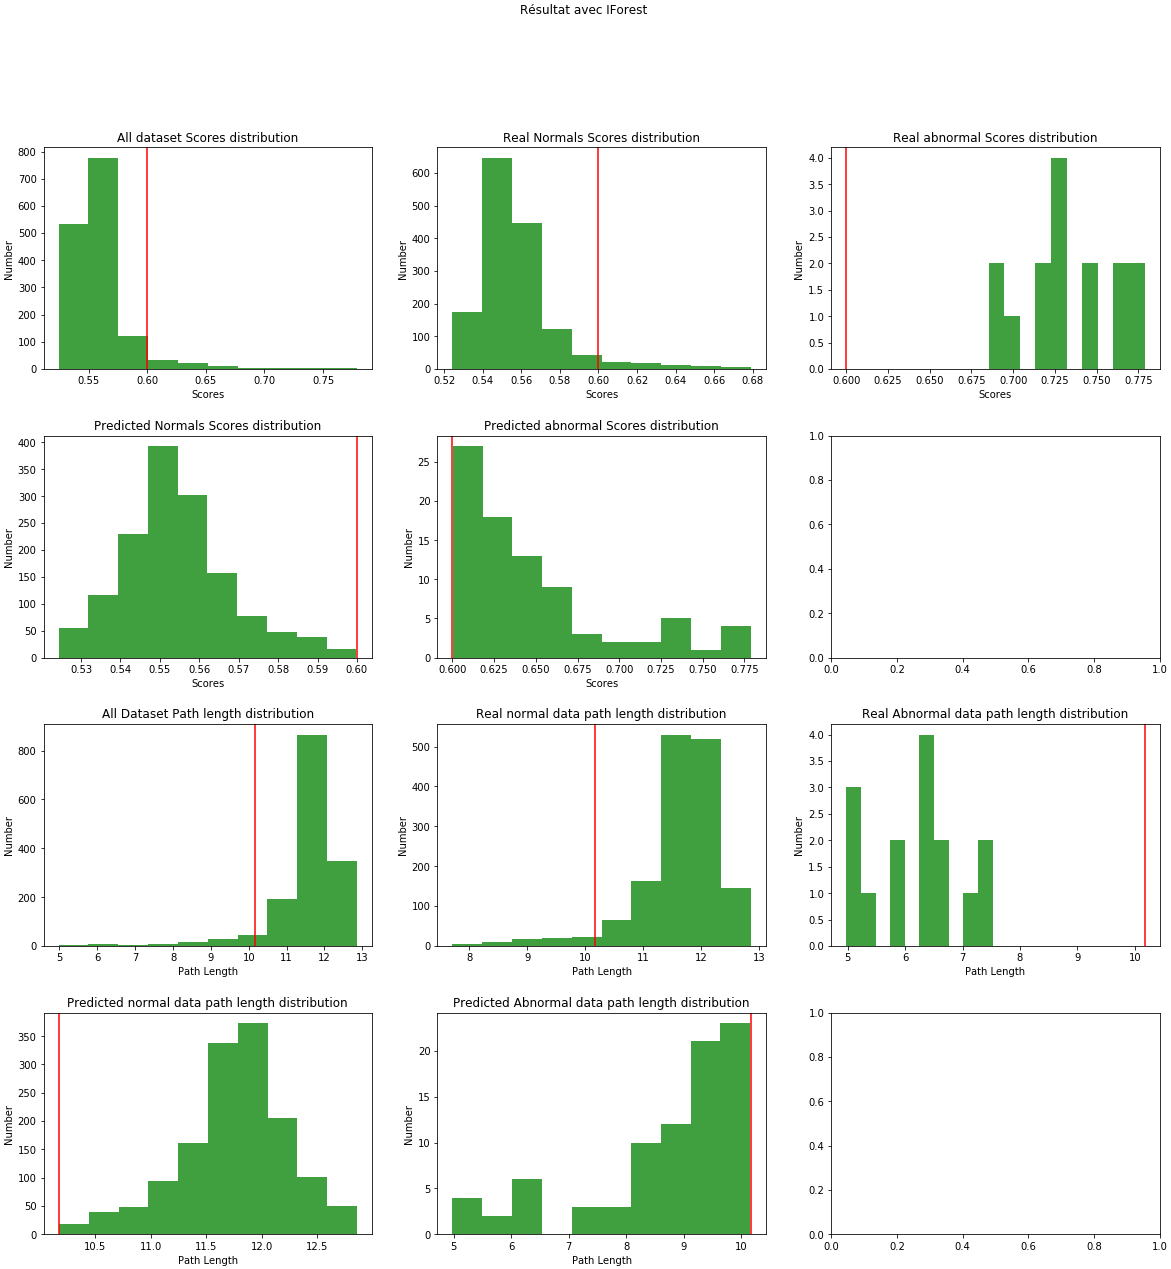 Résultat avec IForest
All dataset Scores distribution
Real Normals Scores distribution
Real abnormal Scores distribution
Number
800
700
600
500
400
300
200
100
0
0.55 0.60 0.65 0.70 0.75
Scores
Number
600
500
400
300
200
100
0
0.52 0.54 0.56 0.58 0.60 0.62 0.64 0.66 0.68
Scores
Number
4.0
3.5
3.0
2.5
2.0
1.5
1.0
0.5
0.0
0.600 0.625 0.650 0.675 0.700 0.725 0.750 0.775
Scores
Predicted Normals Scores distribution
Number
400
350
300
250
200
150
100
50
0
0.53 0.54 0.55 0.56 0.57 0.58 0.59 0.60
Scores
Predicted abnormal Scores distribution
Number
25
20
15
10
5
0
0.600 0.625 0.650 0.675 0.700 0.725 0.750 0.775
Scores
1.0
0.8
0.6
0.4
0.2
0.0
0.0 0.2 0.4 0.6 0.8 1.0
All Dataset Path length distribution
Number
800
600
400
200
0
5 6 7 8 9 10 11 12 13
Path Length
Real normal data path length distribution
Number
500
400
300
200
100
0
8 9 10 11 12 13
Path Length
Real Abnormal data path length distribution
Number
4.0
3.5
3.0
2.5
2.0
1.5
1.0
0.5
0.0
5 6 7 8 9 10
Path Length
Predicted normal data path length distribution
Number
350
300
250
200
150
100
50
0
10.5 11.0 11.5 12.0 12.5
Path Length
Predicted Abnormal data path length distribution
Number
20
15
10
5
0
5 6 7 8 9 10
Path Length
1.0
0.8
0.6
0.4
0.2
0.0
0.0 0.2 0.4 0.6 0.8 1.0